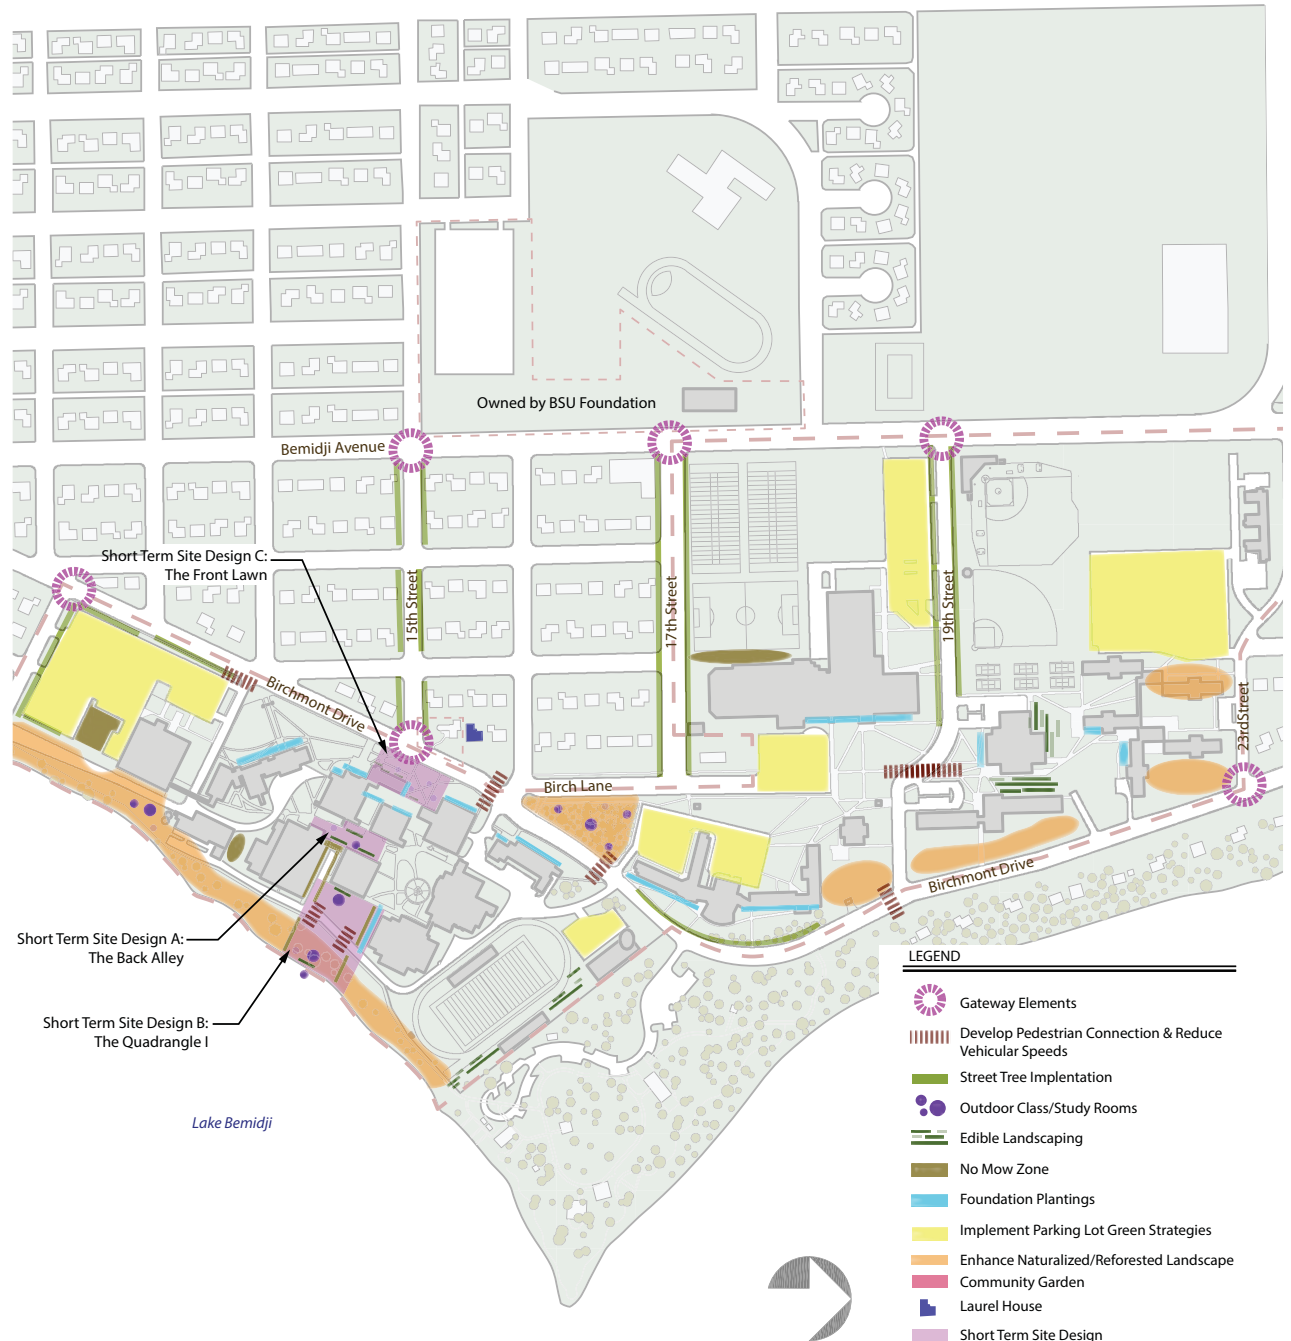 Owned by BSU Foundation
Bemidji Avenue
Short Term Site Design C:
The Front Lawn
15th Street
17th Street
19th Street
Birchmont Drive
23rdStreet
Birch Lane
Birchmont Drive
Short Term Site Design A:
The Back Alley
Short Term Site Design B:
The Quadrangle I
Lake Bemidji
LEGEND
Gateway Elements
Develop Pedestrian Connection & Reduce
Vehicular Speeds
Street Tree Implentation
Outdoor Class/Study Rooms
Edible Landscaping
No Mow Zone
Foundation Plantings
Implement Parking Lot Green Strategies
Enhance Naturalized/Reforested Landscape
Community Garden
Laurel House
Short Term Site Design